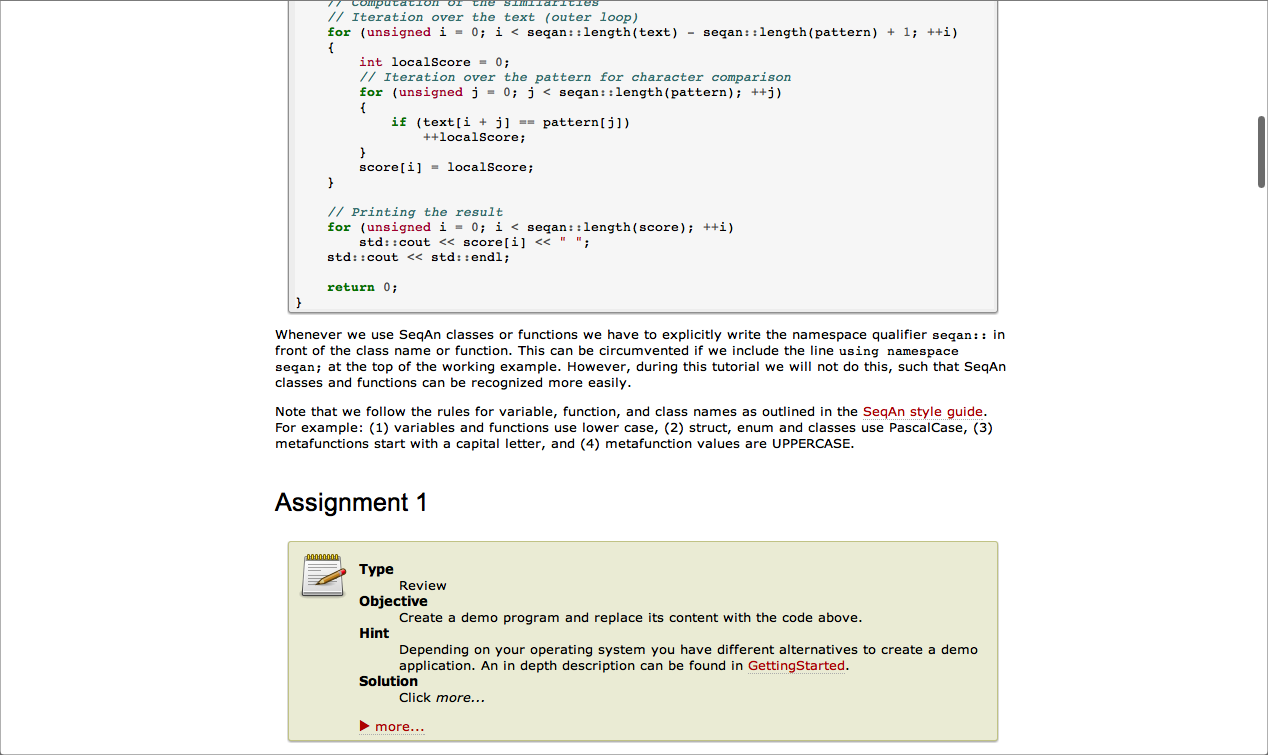 // Computation of the similarities
// Iteration over the text (outer loop)
for (unsigned i = 0; i < seqan::length(text) - seqan::length(pattern) + 1; ++i)
{
int localScore = 0;
// Iteration over the pattern for character comparison
for (unsigned j = 0; j < seqan::length(pattern); ++j)
{
if (text[i + j] == pattern[j])
++localScore;
}
score[i] = localScore;
}
// Printing the result
for (unsigned i = 0; i < seqan::length(score); ++i)
std::cout << score[i] << " ";
std::cout << std::endl;
return 0;
}
Whenever we use SeqAn classes or functions we have to explicitly write the namespace qualifier seqan:: in
front of the class name or function. This can be circumvented if we include the line using namespace
seqan; at the top of the working example. However, during this tutorial we will not do this, such that SeqAn
classes and functions can be recognized more easily.
Note that we follow the rules for variable, function, and class names as outlined in the SeqAn style guide.
For example: (1) variables and functions use lower case, (2) struct, enum and classes use PascalCase, (3)
metafunctions start with a capital letter, and (4) metafunction values are UPPERCASE.
Assignment 1
Type
Review
Objective
Create a demo program and replace its content with the code above.
Hint
Depending on your operating system you have different alternatives to create a demo
application. An in depth description can be found in GettingStarted.
Solution
Click more...
more...